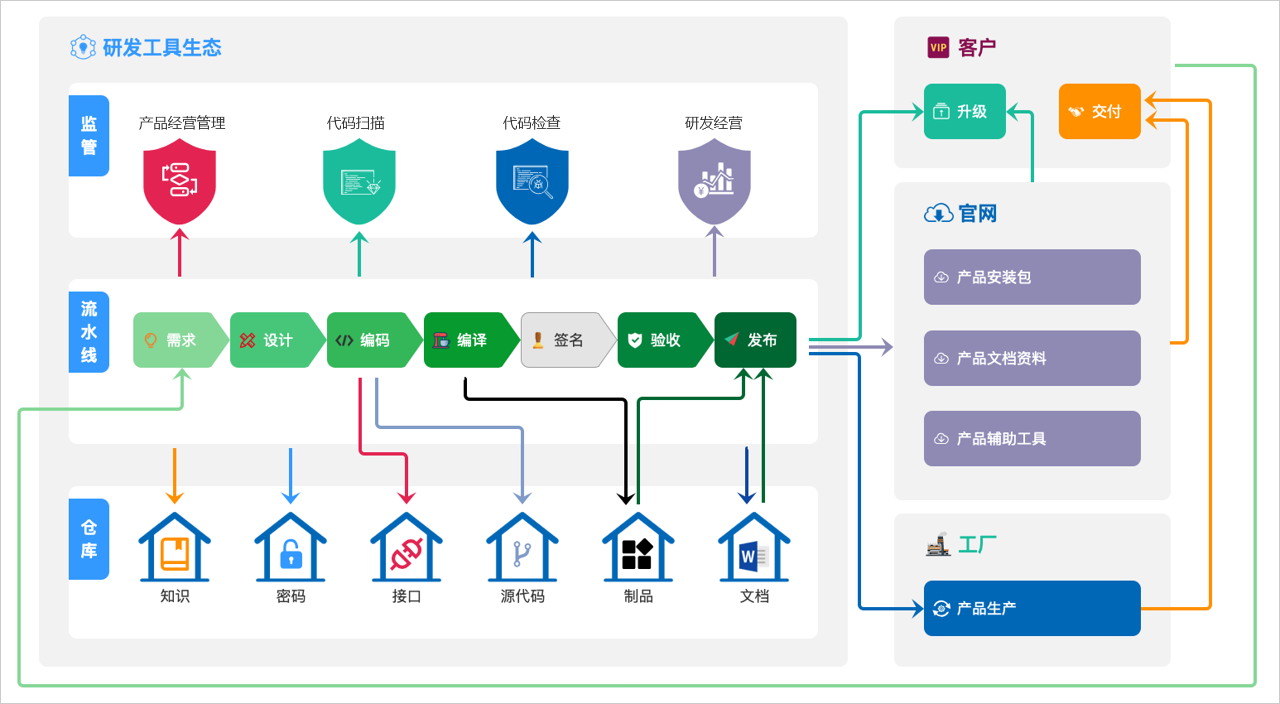 研发工具生态
监管
产品经营管理
代码扫描
代码检查
研发经营
流水线
需求
设计
编码
编译
签名
验收
发布
仓库
知识
密码
接口
源代码
制品
W
文档
VIP
客户
升级
交付
官网
产品安装包
产品文档资料
产品辅助工具
工厂
产品生产